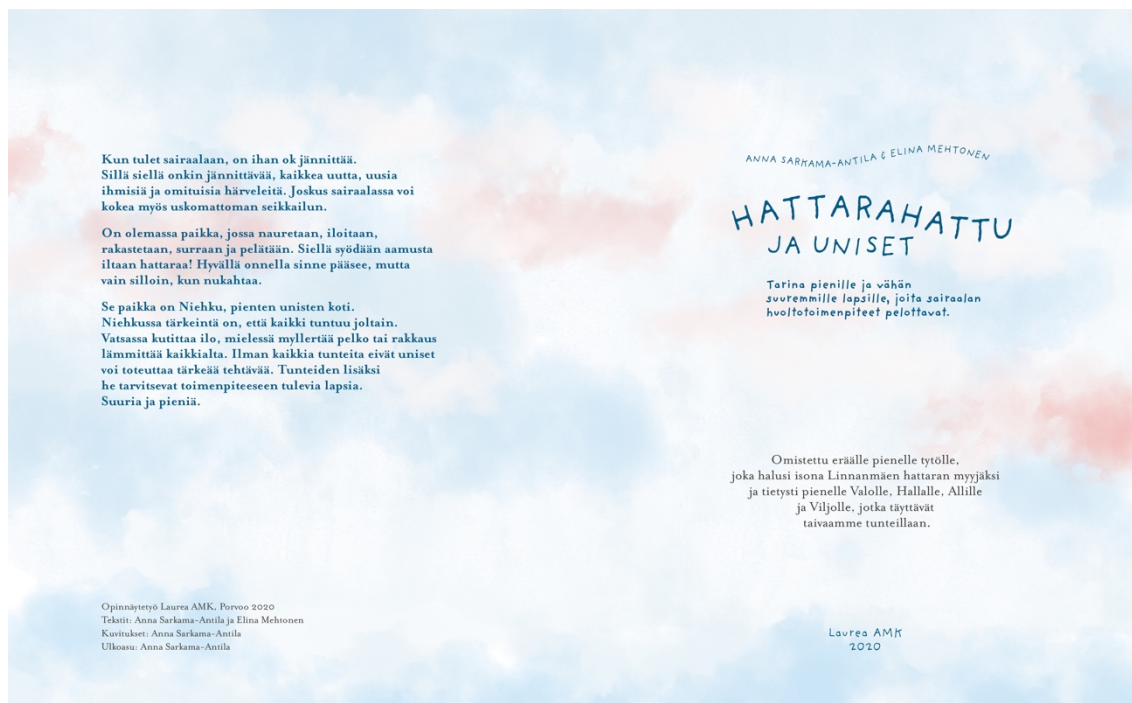 Kun tulet sairaalaan, on ihan ok jännittää.
Sillä siellä onkin jännittävää, kaikkea uutta, uusia
ihmisiä ja omituisia härveleitä. Joskus sairaalassa voi
kokea myös uskomattoman seikkailun.
On olemassa paikka, jossa nauretaan, iloitaan,
rakastetaan, surraan ja pelätään. Siellä syödään aamusta
iltaan hattaraa! Hyvällä onnella sinne pääsee, mutta
vain silloin, kun nukahtaa.
Se paikka on Niehku, pienten unisten koti.
Niehkussa tärkeintä on, että kaikki tuntuu joltain.
Vatsassa kutittaa ilo, mielessä myllertää pelko tai rakkaus
lämmittää kaikkialta. Ilman kaikkia tunteita eivät uniset
voi toteuttaa tärkeää tehtävää. Tunteiden lisäksi
he tarvitsevat toimenpiteeseen tulevia lapsia.
Suuria ja pieniä.
Opinnäytetyö Laurea AMK, Porvoo 2020
Tekstit: Anna Sarkama-Antila ja Elina Mehtonen
Kuvitukset: Anna Sarkama-Antila
Ulkoasu: Anna Sarkama-Antila
ANNA SARKAMA-ANTILA & ELINA MEHTONEN
HATTARAHATTU
JA UNISET
Tarina pienille ja vähän
suuremmille lapsille, joita sairaalan
huoltotoimenpiteet pelottavat.
Omistettu eräälle pienelle tytölle,
joka halusi isona Linnanmäen hattaran myyjäksi
ja tietysti pienelle Valolle, Hallalle, Allille
ja Viljolle, jotka täyttävät
taivaamme tunteillaan.
Laurea AMK
2020